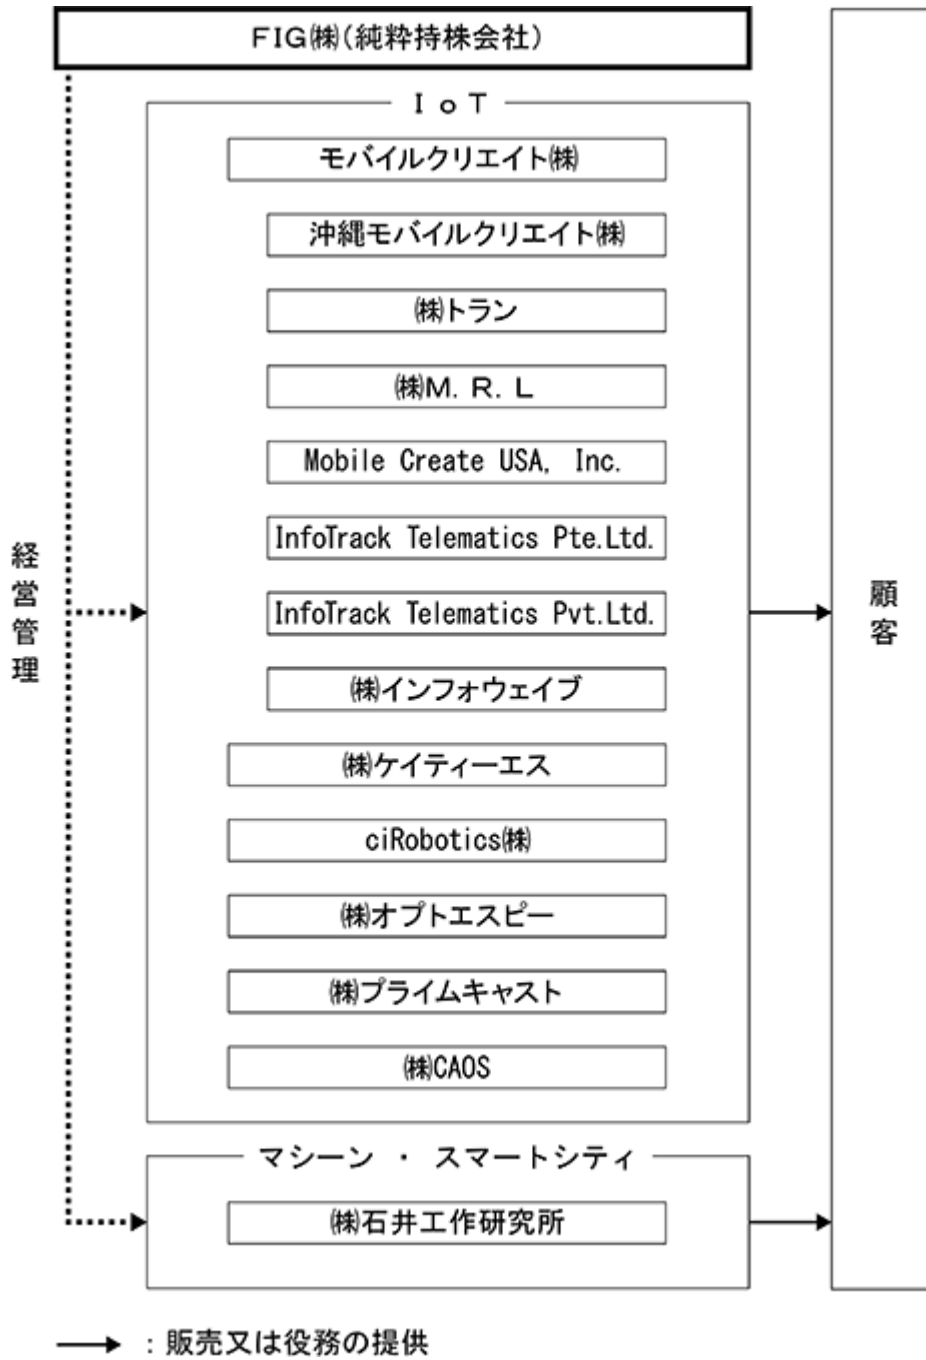 FIG㈱(純粋持株会社)
IoT
モバイルクリエイト㈱
沖縄モバイルクリエイト㈱
㈱トラン
㈱M.R.L
Mobile Create USA, Inc.
InfoTrack Telematics Pte.Ltd.
InfoTrack Telematics Pvt.Ltd.
㈱インフォウェイブ
㈱ケイティーエス
ciRobotics㈱
㈱オプトエスピー
㈱プライムキャスト
㈱CAOS
マシーン ・ スマートシティ
㈱石井工作研究所
経営管理
顧客
:販売又は役務の提供